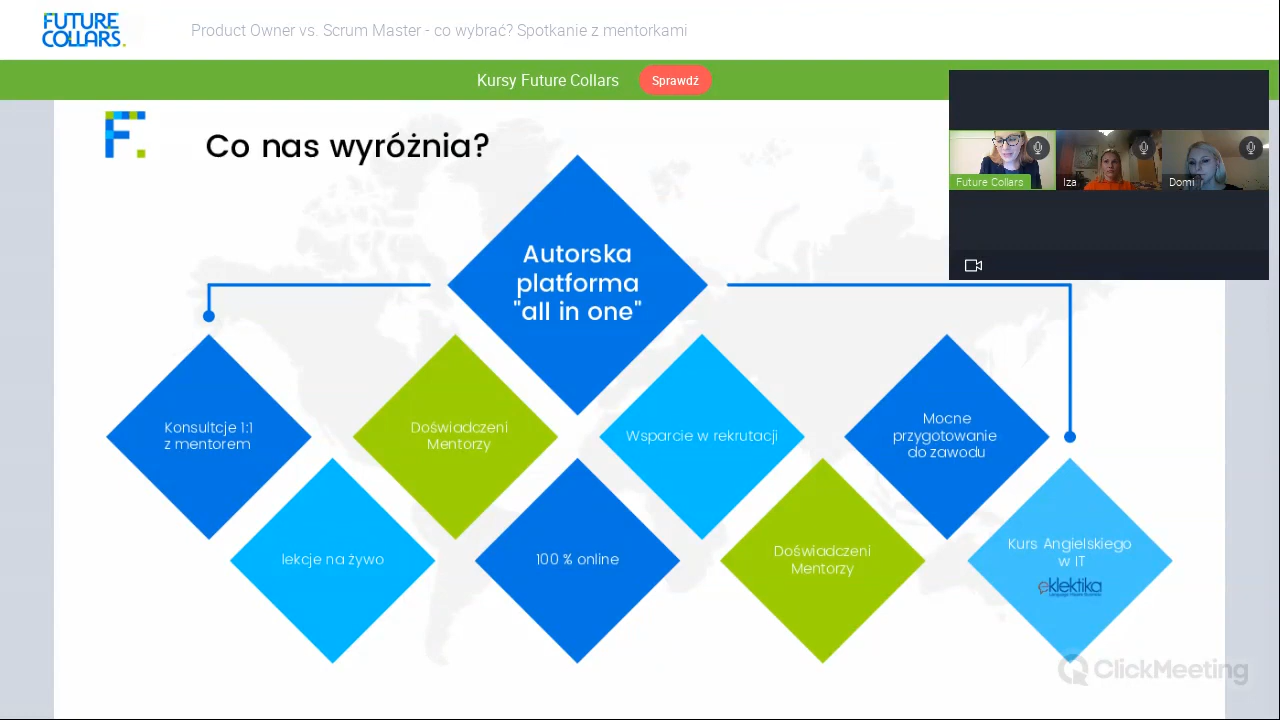 FUTURE
COLLARS.
Product Owner vs. Scrum Master - co wybrać? Spotkanie z mentorkami
Kursy Future Collars
Sprawdź
F.
Co nas wyróżnia?
Future Collars
Iza
Domi
Autorska
platforma
"all in one"
Konsultcje 1:1
z mentorem
Doświadczeni
Mentorzy
Wsparcie w rekrutacji
Mocne
przygotowanie
do zawodu
lekcje na żywo
100 % online
Doświadczeni
Mentorzy
Kurs Angielskiego
w IT
eklektika
ClickMeeting